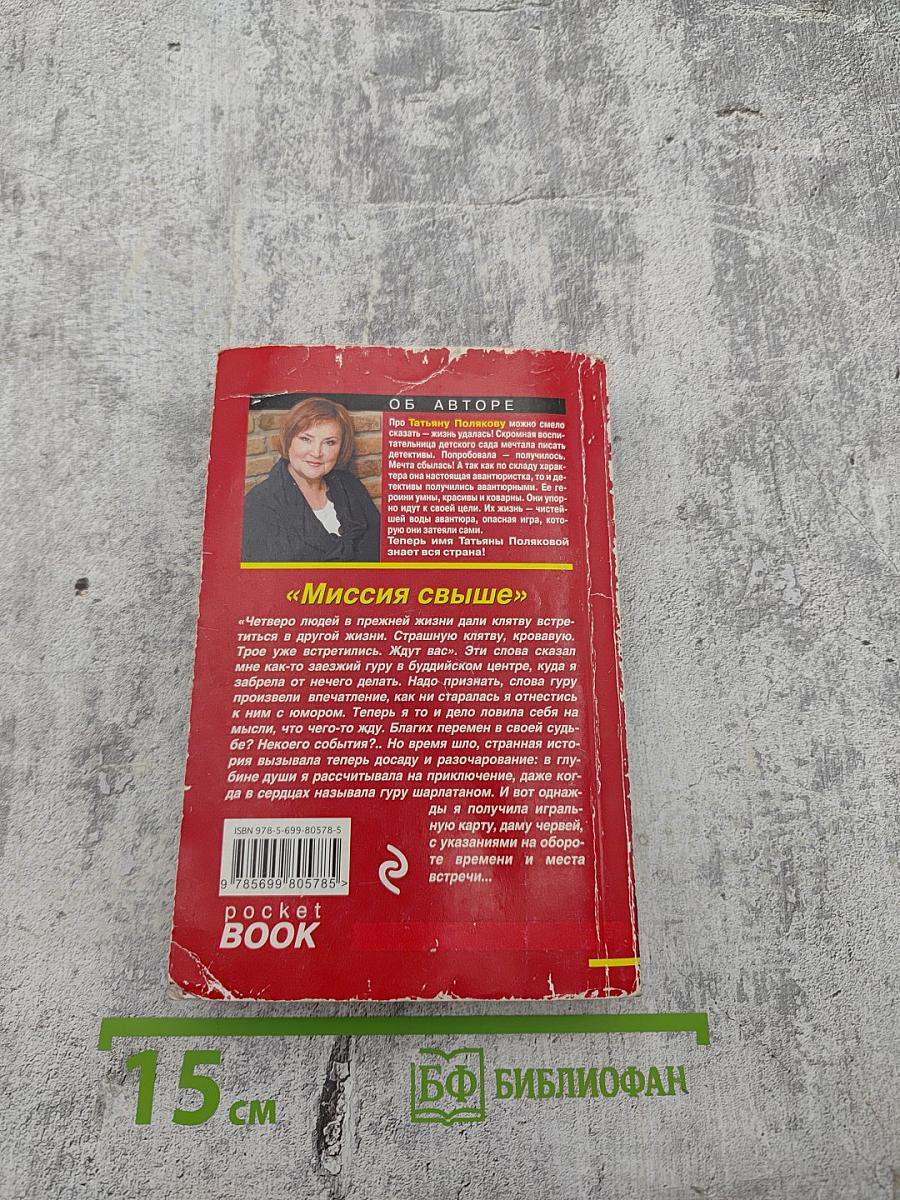 ОБ АВТОРЕ
Про Татьяну Полякову можно смело
сказать — жизнь удалась! Скромная воспи-
тательница детского сада мечтала писать
детективы. Попробовала — получилось.
Мечта сбылась! А так как по складу харак-
тера она настоящая авантюристка, то и де-
тективы получились авантюрными. Ее ге-
роини умны, красивы и коварны. Они упор-
но идут к своей цели. Их жизнь — чистей-
шей воды авантюра, опасная игра, кото-
рую они затеяли сами.
Теперь имя Татьяны Поляковой
знает вся страна!
«Миссия свыше»
«Четверо людей в прежней жизни дали клятву встре-
титься в другой жизни. Страшную клятву, кровавую.
Трое уже встретились. Ждут вас». Эти слова сказал
мне как-то заезжий гуру в буддийском центре, куда я
забрела от нечего делать. Надо признать, слова гуру
произвели впечатление, как ни старалась я отнестись
к ним с юмором. Теперь я то и дело ловила себя на
мысли, что чего-то жду. Благих перемен в своей судь-
бе? Некоего события?.. Но время шло, странная исто-
рия вызывала теперь досаду и разочарование: в глу-
бине души я рассчитывала на приключение, даже ког-
да в сердцах называла гуру шарлатаном. И вот однаж-
ды я получила играль-
ную карту, даму червей,
с указаниями на оборо-
те времени и места
встречи...
ISBN 978-5-699-80578-5
9 785699 805785 >
pocket
BOOK
15 см
БФ БИБЛИОФАН